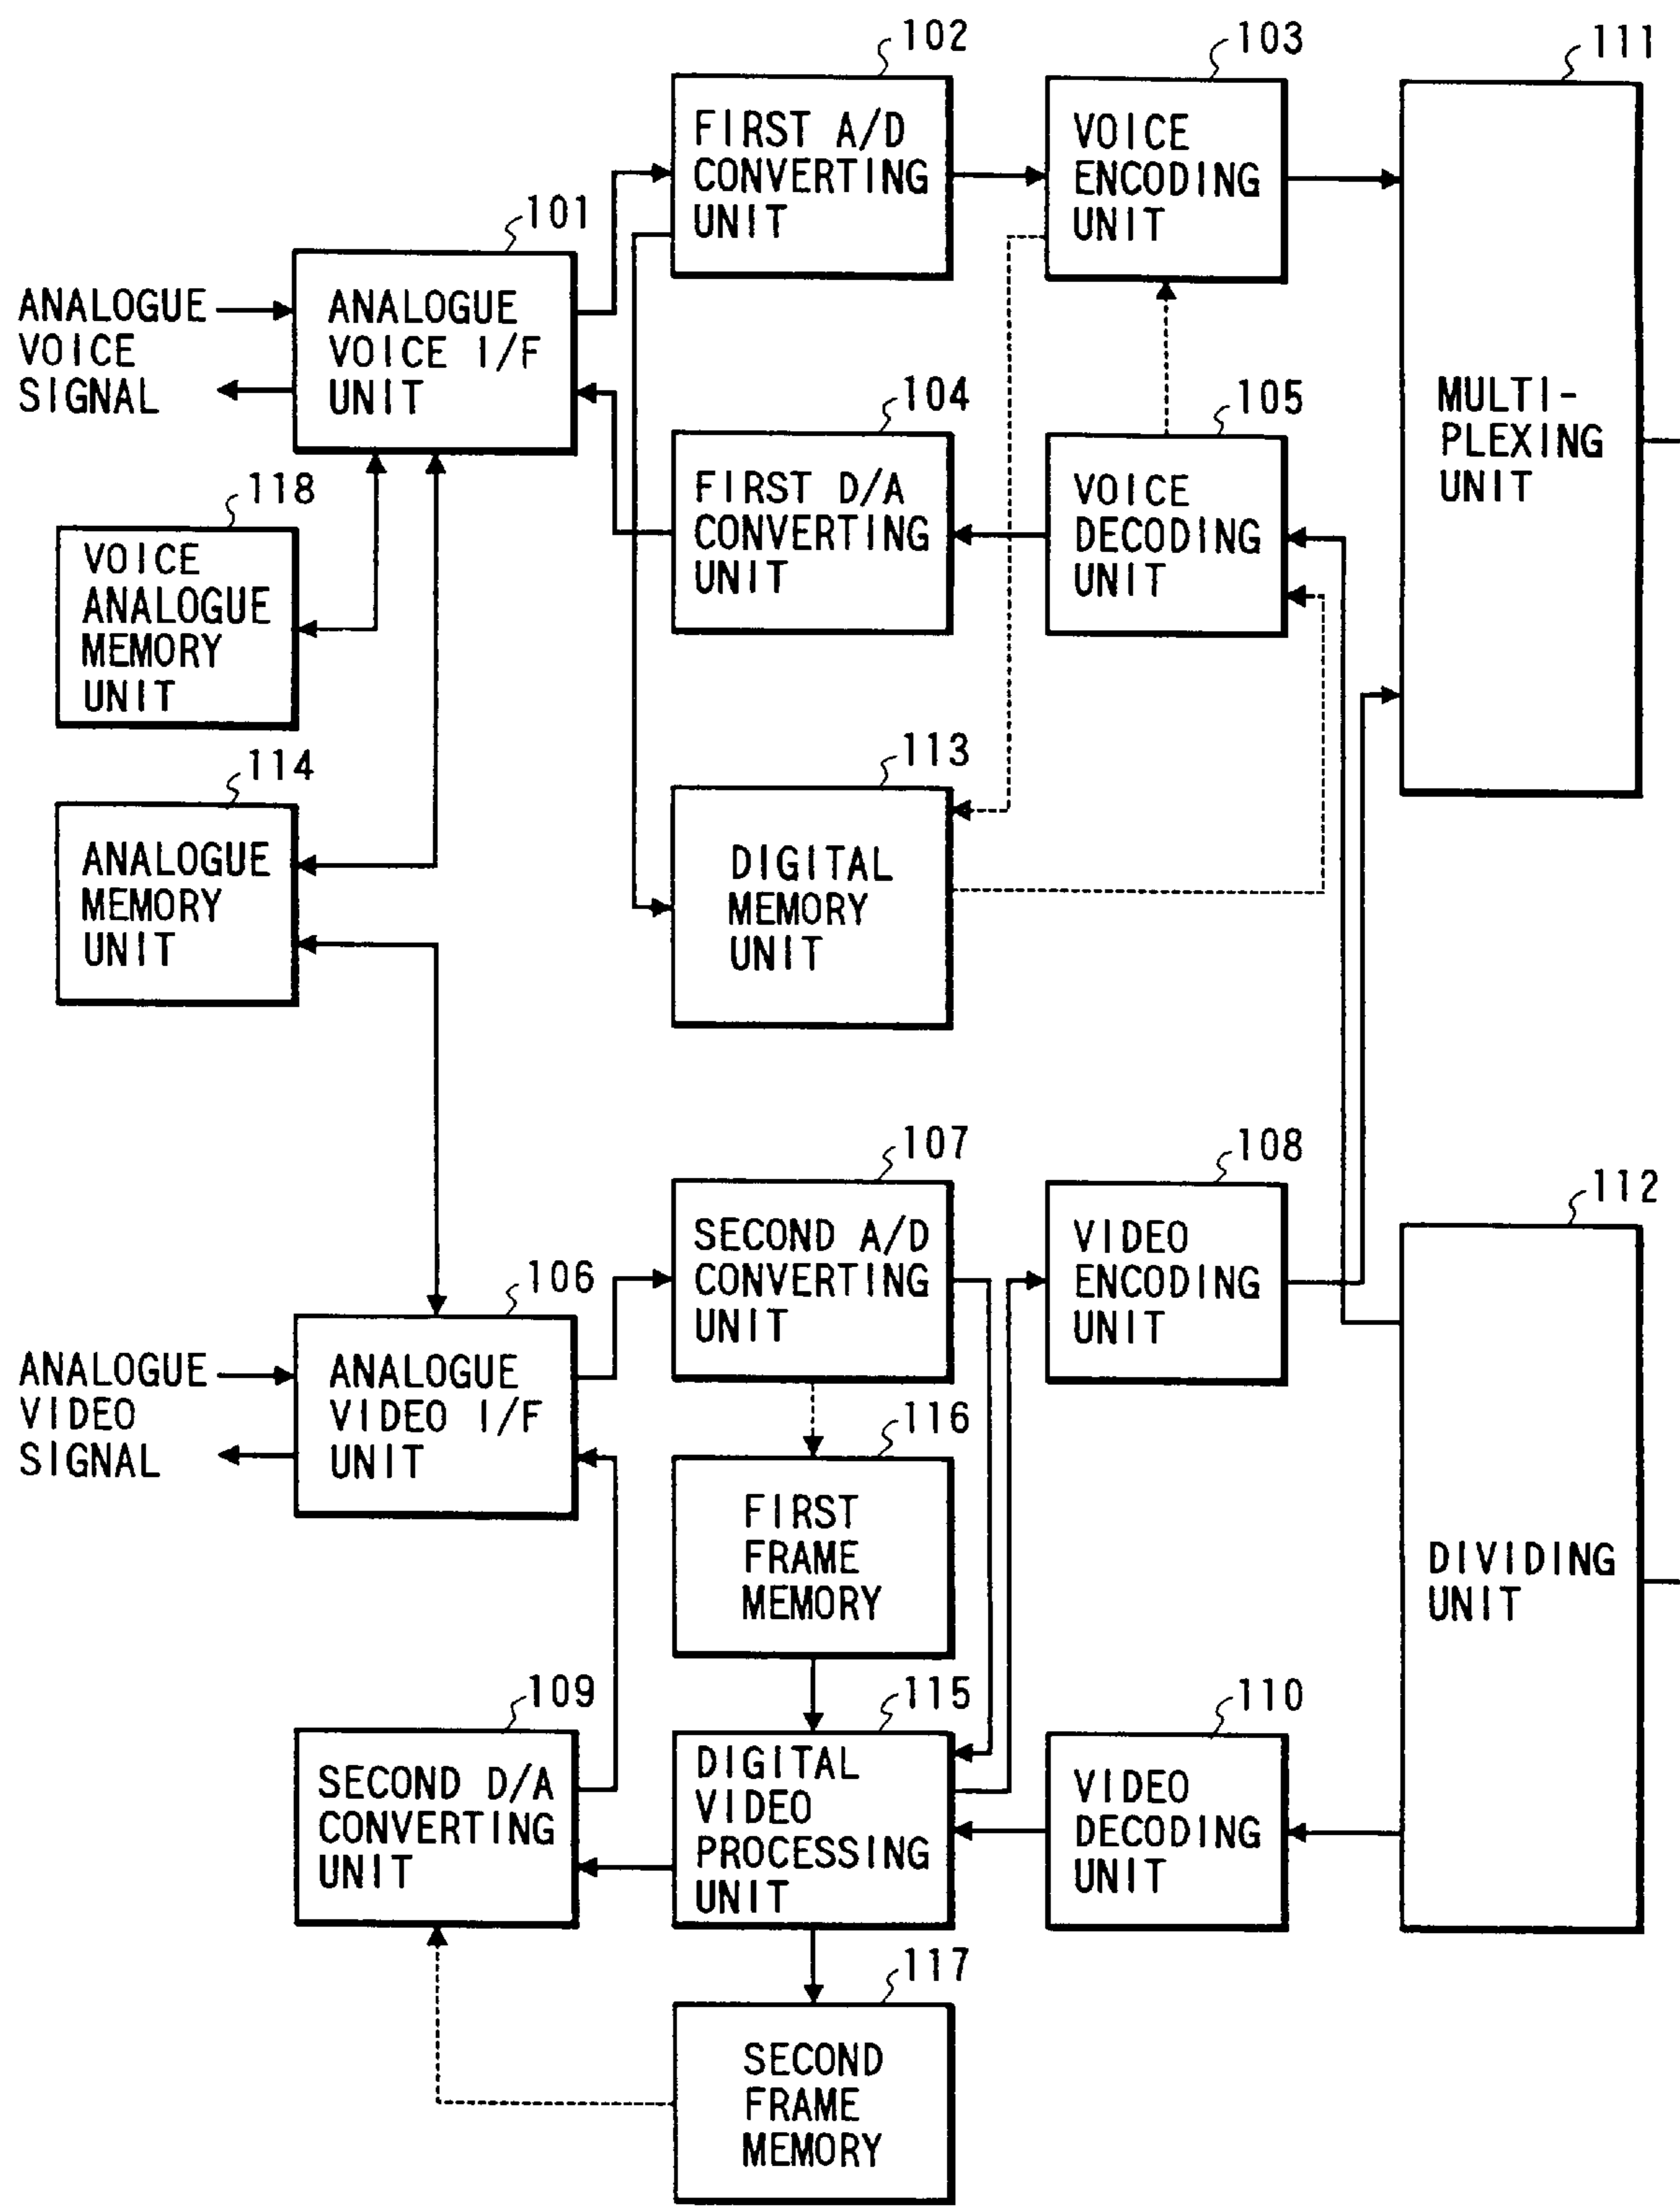 102
103
111
FIRST A/D
CONVERTING
UNIT
VOICE
ENCODING
UNIT
101
ANALOGUE
VOICE
SIGNAL
ANALOGUE
VOICE I/F
UNIT
104
105
MULTI-
PLEXING
UNIT
118
FIRST D/A
CONVERTING
UNIT
VOICE
DECODING
UNIT
VOICE
ANALOGUE
MEMORY
UNIT
114
113
ANALOGUE
MEMORY
UNIT
DIGITAL
MEMORY
UNIT
107
108
112
SECOND A/D
CONVERTING
UNIT
VIDEO
ENCODING
UNIT
106
ANALOGUE
VIDEO
SIGNAL
ANALOGUE
VIDEO I/F
UNIT
116
FIRST
FRAME
MEMORY
DIVIDING
UNIT
109
115
110
SECOND D/A
CONVERTING
UNIT
DIGITAL
VIDEO
PROCESSING
UNIT
VIDEO
DECODING
UNIT
117
SECOND
FRAME
MEMORY